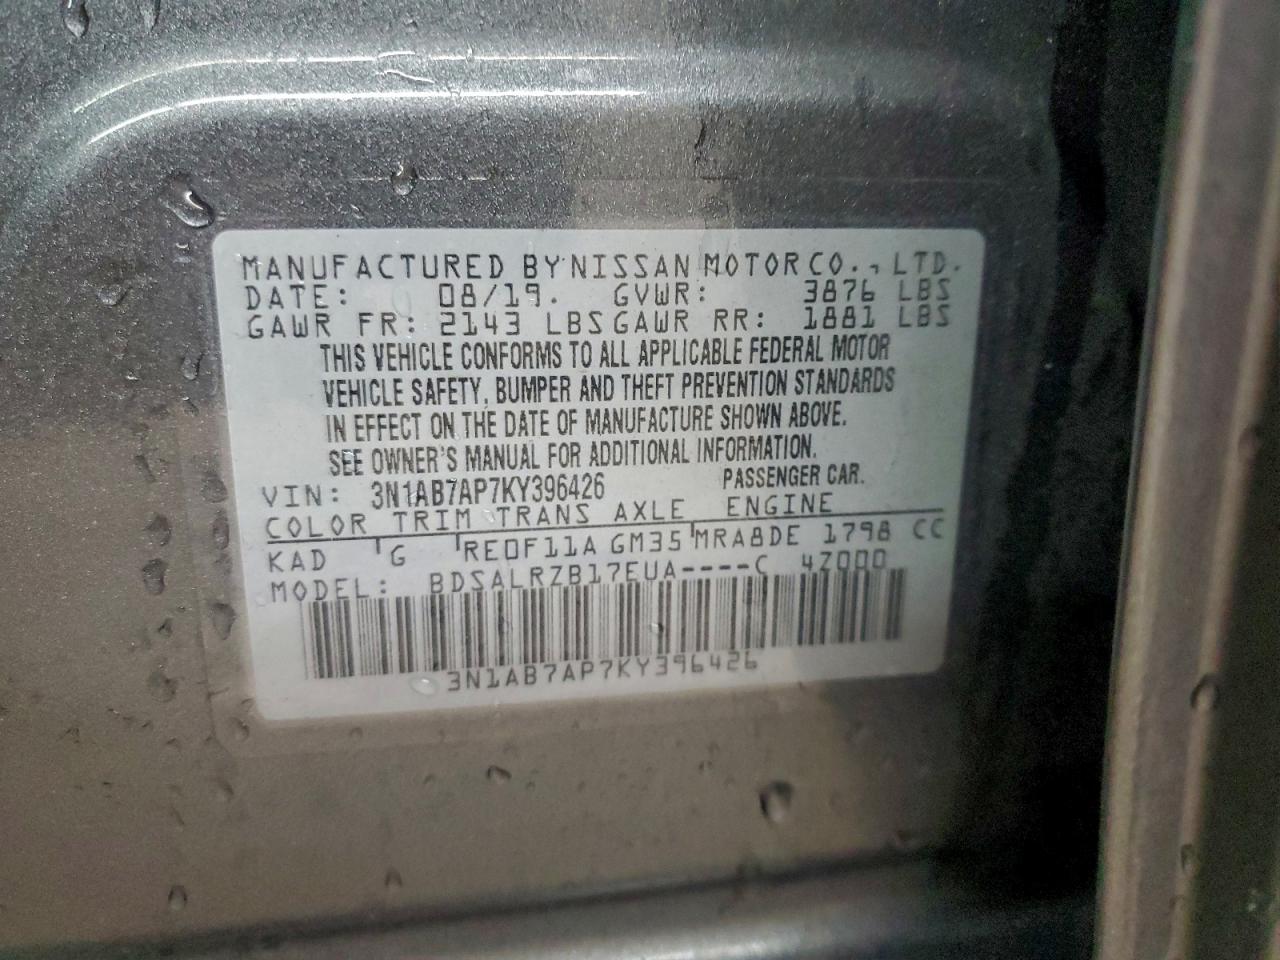 MANUFACTURED BY NISSAN MOTOR CO., LTD.
DATE: 08/19. GVWR: 3876 LBS
GAWR FR: 2143 LBS GAWR RR: 1881 LBS
THIS VEHICLE CONFORMS TO ALL APPLICABLE FEDERAL MOTOR
VEHICLE SAFETY, BUMPER AND THEFT PREVENTION STANDARDS
IN EFFECT ON THE DATE OF MANUFACTURE SHOWN ABOVE.
SEE OWNER'S MANUAL FOR ADDITIONAL INFORMATION.
VIN: 3N1AB7AP7KY396426 PASSENGER CAR.
COLOR TRIM TRANS AXLE ENGINE
KAD G RE0F11A GM35 MRA8DE 1798 CC
MODEL: BDSALRZB17EUA----C 4Z000
3N1AB7AP7KY396426